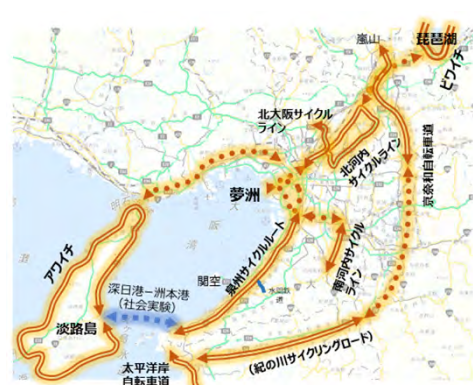 嵐山
琵琶湖
ビワイチ
北大阪サイクル
ライン
北河内
サイクルライン
京奈和自転車道
夢洲
アワイチ
泉州サイクルルート
南河内サイクル
ライン
関空
深日港－洲本港
（社会実験）
淡路島
太平洋岸
自転車道
（紀の川サイクリングロード）